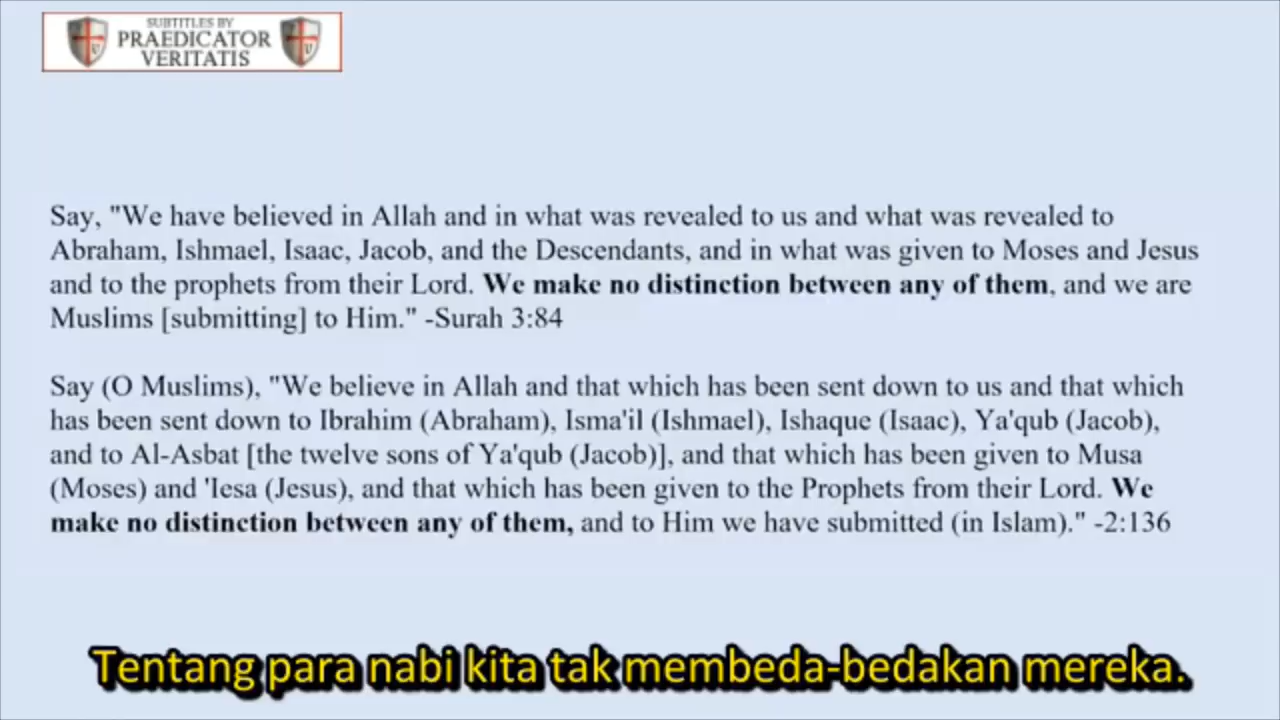 SUBTITLES BY
PRAEDICATOR
VERITATIS
Say, "We have believed in Allah and in what was revealed to us and what was revealed to
Abraham, Ishmael, Isaac, Jacob, and the Descendants, and in what was given to Moses and Jesus
and to the prophets from their Lord. We make no distinction between any of them, and we are
Muslims [submitting] to Him." -Surah 3:84
Say (O Muslims), "We believe in Allah and that which has been sent down to us and that which
has been sent down to Ibrahim (Abraham), Isma'il (Ishmael), Ishaque (Isaac), Ya'qub (Jacob),
and to Al-Asbat [the twelve sons of Ya'qub (Jacob)], and that which has been given to Musa
(Moses) and 'Iesa (Jesus), and that which has been given to the Prophets from their Lord. We
make no distinction between any of them, and to Him we have submitted (in Islam)." -2:136
Tentang para nabi kita tak membeda-bedakan mereka.